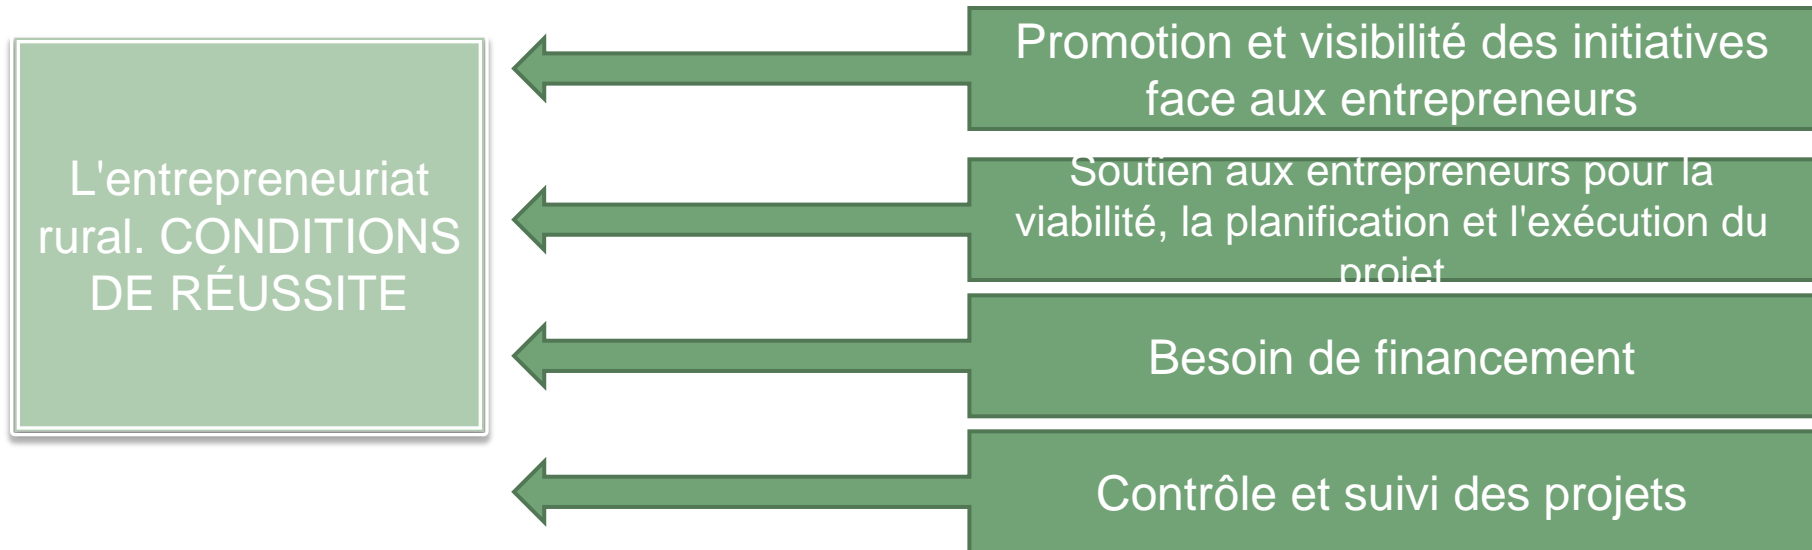 L'entrepreneuriat
rural. CONDITIONS
DE RÉUSSITE
Promotion et visibilité des initiatives
face aux entrepreneurs
Soutien aux entrepreneurs pour la
viabilité, la planification et l'exécution du
projet
Besoin de financement
Contrôle et suivi des projets